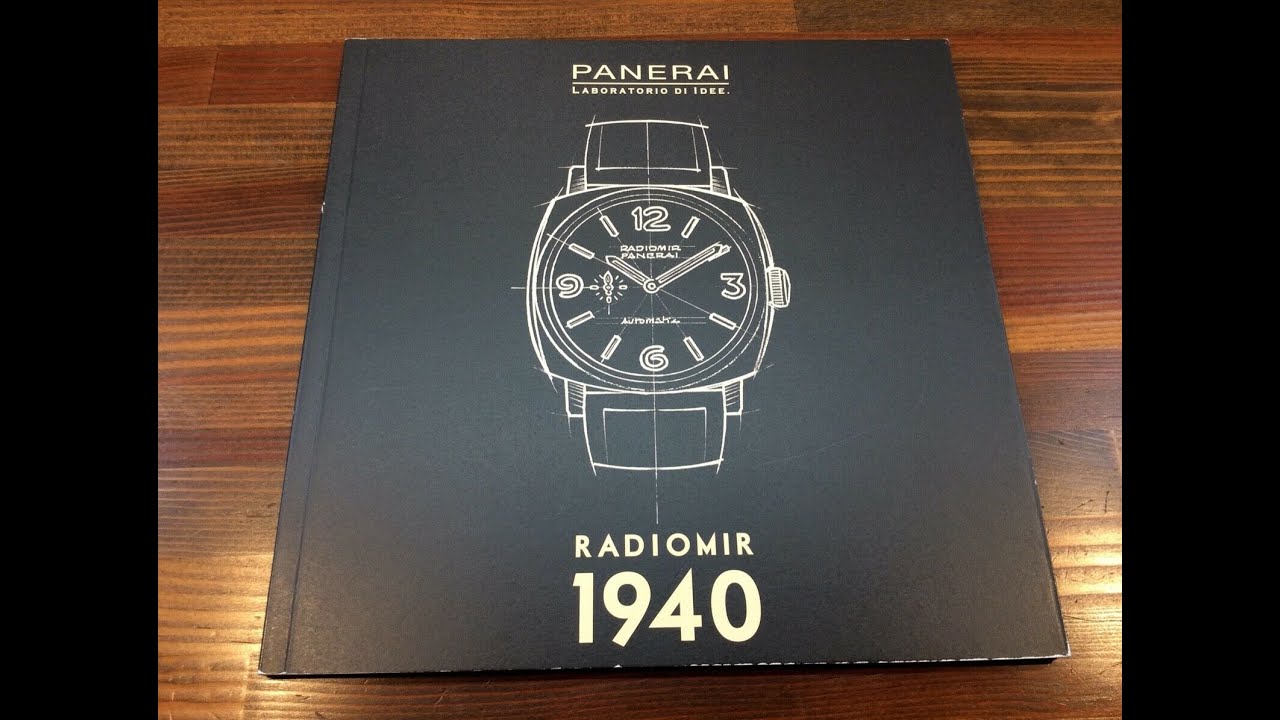 PANERAI
LABORATORIO DI IDEE.
12
RADIOMIR
PANERAI
9
3
AUTOMATIC
6
RADIOMIR
1940